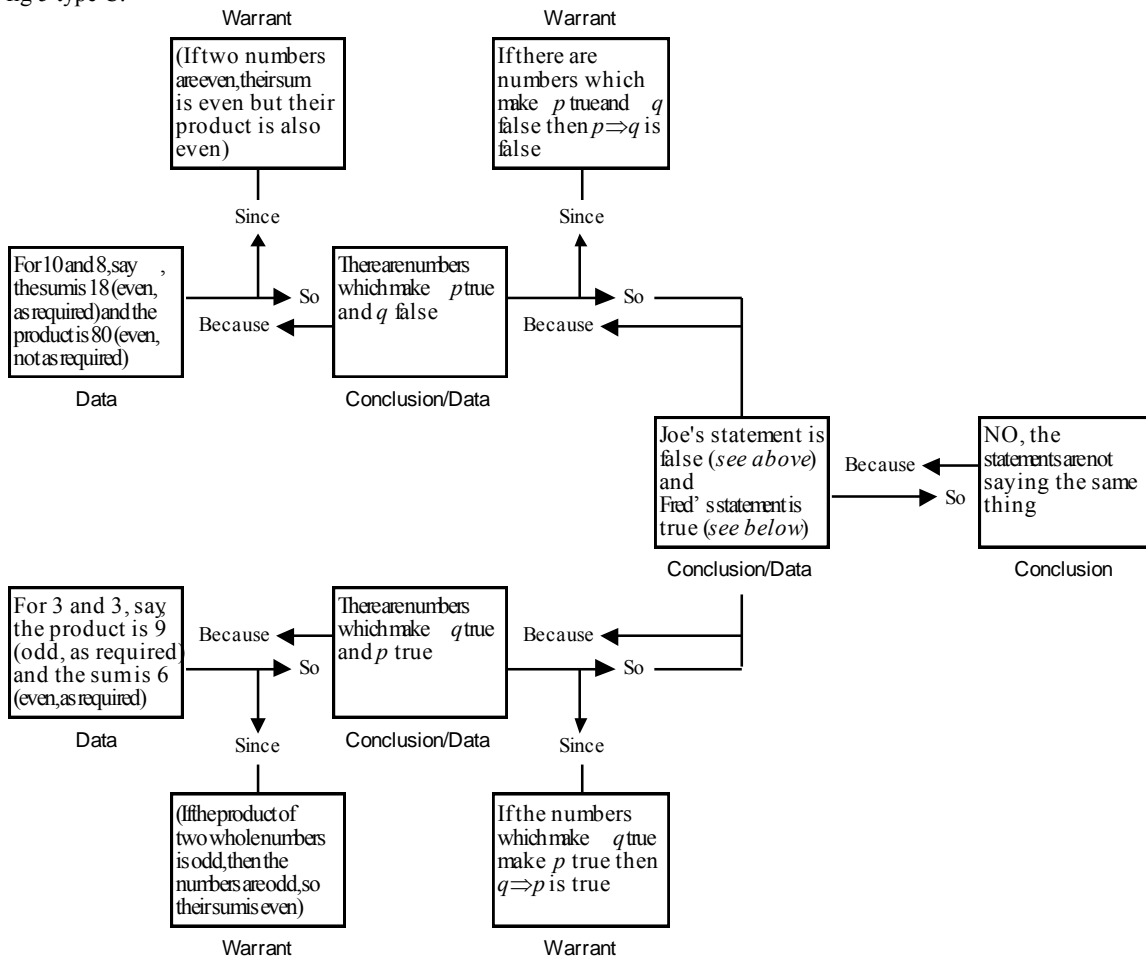 Warrant
Warrant
(If two numbers
are even, their sum
is even but their
product is also
even)
If there are
numbers which
make p true and q
false then p⇒q is
false
Since
Since
For 10 and 8, say ,
the sum is 18 (even,
as required) and the
product is 80 (even,
not as required)
So
Because
There are numbers
which make p true
and q false
So
Because
Data
Conclusion/Data
Joe's statement is
false (see above)
and
Fred’ s statement is
true (see below)
Because
So
NO, the
statements are not
saying the same
thing
Conclusion/Data
Conclusion
For 3 and 3, say,
the product is 9
(odd, as required)
and the sum is 6
(even, as required)
Because
So
There are numbers
which make q true
and p true
Because
So
Data
Conclusion/Data
Since
Since
(If the product of
two whole numbers
is odd, then the
numbers are odd, so
their sum is even)
If the numbers
which make q true
make p true then
q⇒p is true
Warrant
Warrant